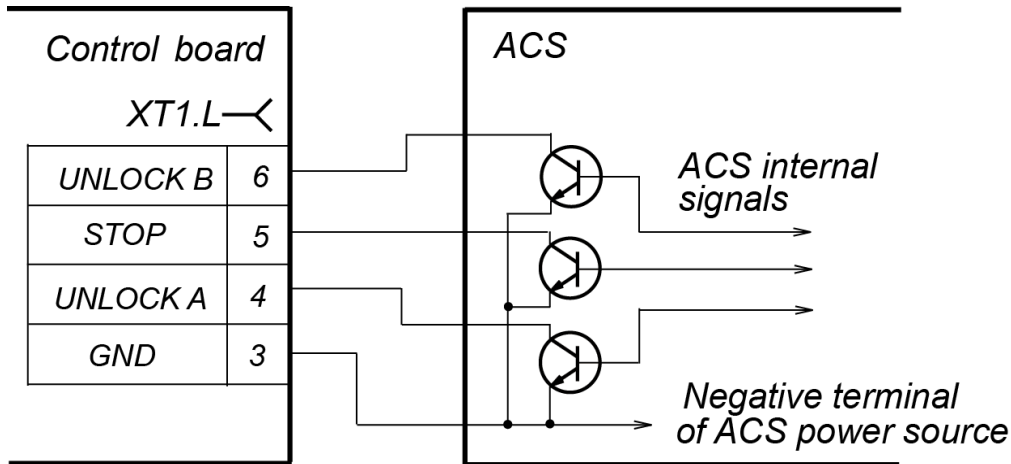 Control board
ACS
XT1.L
UNLOCK B 6
STOP 5
UNLOCK A 4
GND 3
ACS internal
signals
Negative terminal
of ACS power source